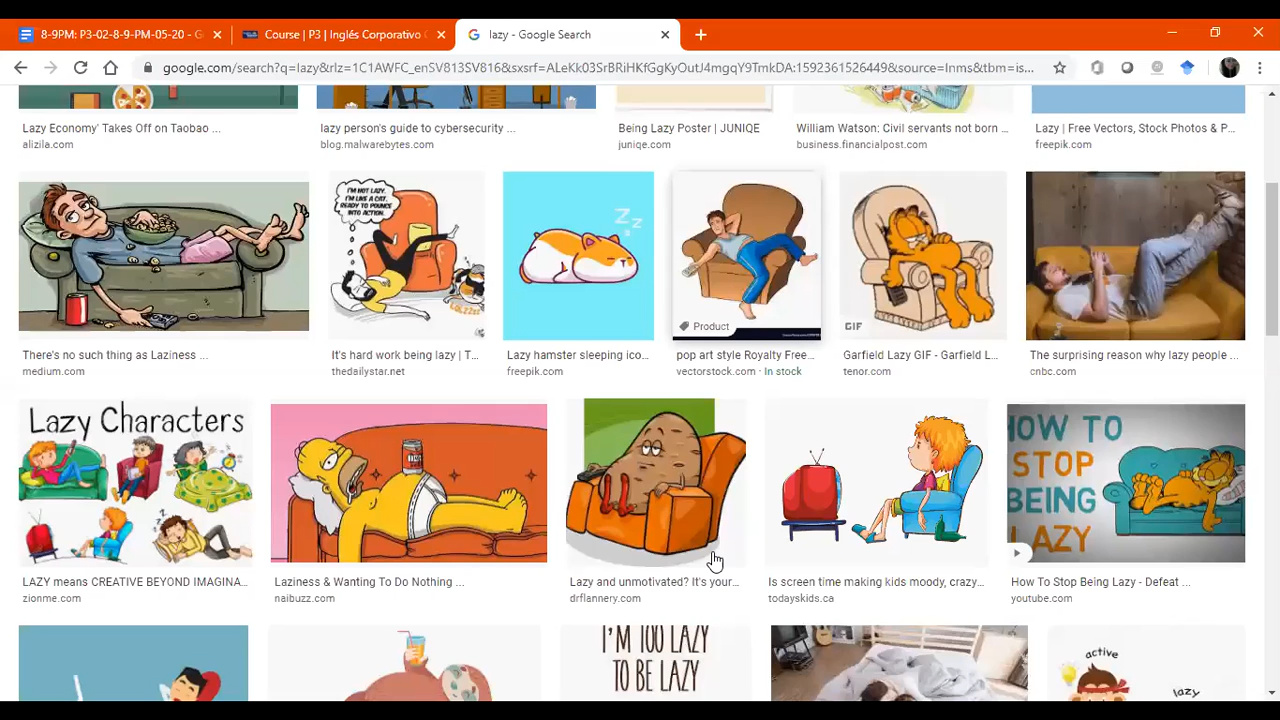 8-9PM: P3-02-8-9-PM-05-20 - G
Course | P3 | Inglés Corporativo
lazy - Google Search
google.com/search?q=lazy&rlz=1C1AWFC_enSV813SV816&sxsrf=ALeKk03SrBRiHKfGgKyOutJ4mgqY9TmkDA:1592361526449&source=lnms&tbm=is...
Lazy Economy' Takes Off on Taobao ...
lazy person's guide to cybersecurity ...
Being Lazy Poster | JUNIQE
William Watson: Civil servants not born ...
Lazy | Free Vectors, Stock Photos & P...
alizila.com
blog.malwarebytes.com
juniqe.com
business.financialpost.com
freepik.com
I'M NOT LAZY.
I'M LIKE A CAT.
READY TO POUNCE
INTO ACTION.
LOLZZZZ
Z Z
Product
GIF
There's no such thing as Laziness ...
It's hard work being lazy | T...
Lazy hamster sleeping ico...
pop art style Royalty Free...
Garfield Lazy GIF - Garfield L...
The surprising reason why lazy people ...
medium.com
thedailystar.net
freepik.com
vectorstock.com · In stock
tenor.com
cnbc.com
Lazy Characters
HOW TO
STOP
BEING
LAZY
LAZY means CREATIVE BEYOND IMAGINA...
Laziness & Wanting To Do Nothing ...
Lazy and unmotivated? It's your...
Is screen time making kids moody, crazy...
How To Stop Being Lazy - Defeat ...
zionme.com
naibuzz.com
drflannery.com
todayskids.ca
youtube.com
I'M TOO LAZY
TO BE LAZY
active
lazy